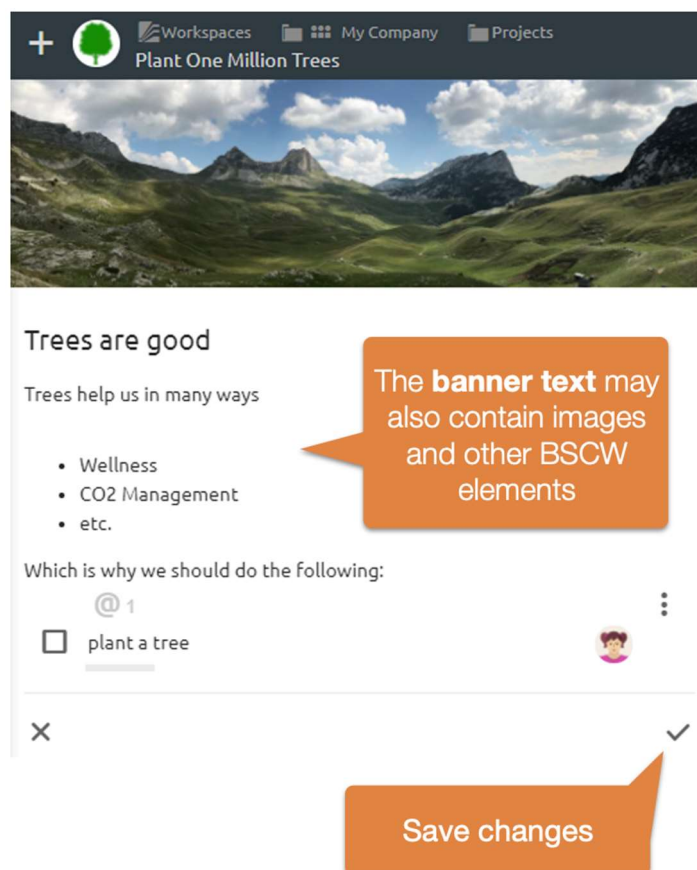 Workspaces My Company Projects
Plant One Million Trees
Trees are good
Trees help us in many ways
• Wellness
• CO2 Management
• etc.
The banner text may
also contain images
and other BSCW
elements
Which is why we should do the following:
@ 1
plant a tree
Save changes